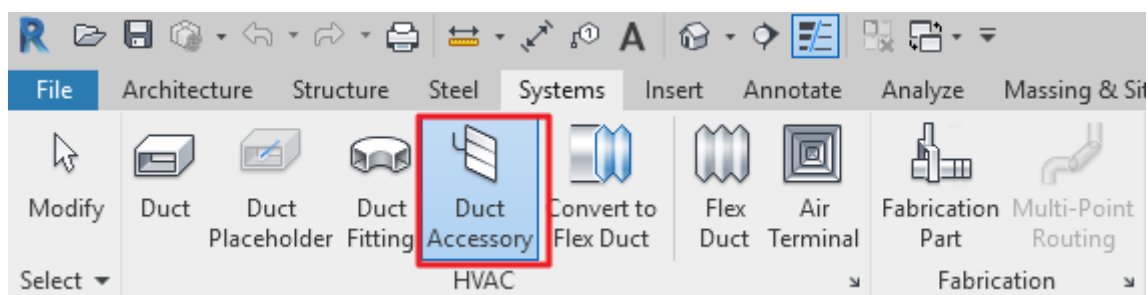 R A
File Architecture Structure Steel Systems Insert Annotate Analyze Massing & Sit
Modify Duct Duct Duct Duct Convert to Flex Air Fabrication Multi-Point
Placeholder Fitting Accessory Flex Duct Duct Terminal Part Routing
Select HVAC Fabrication